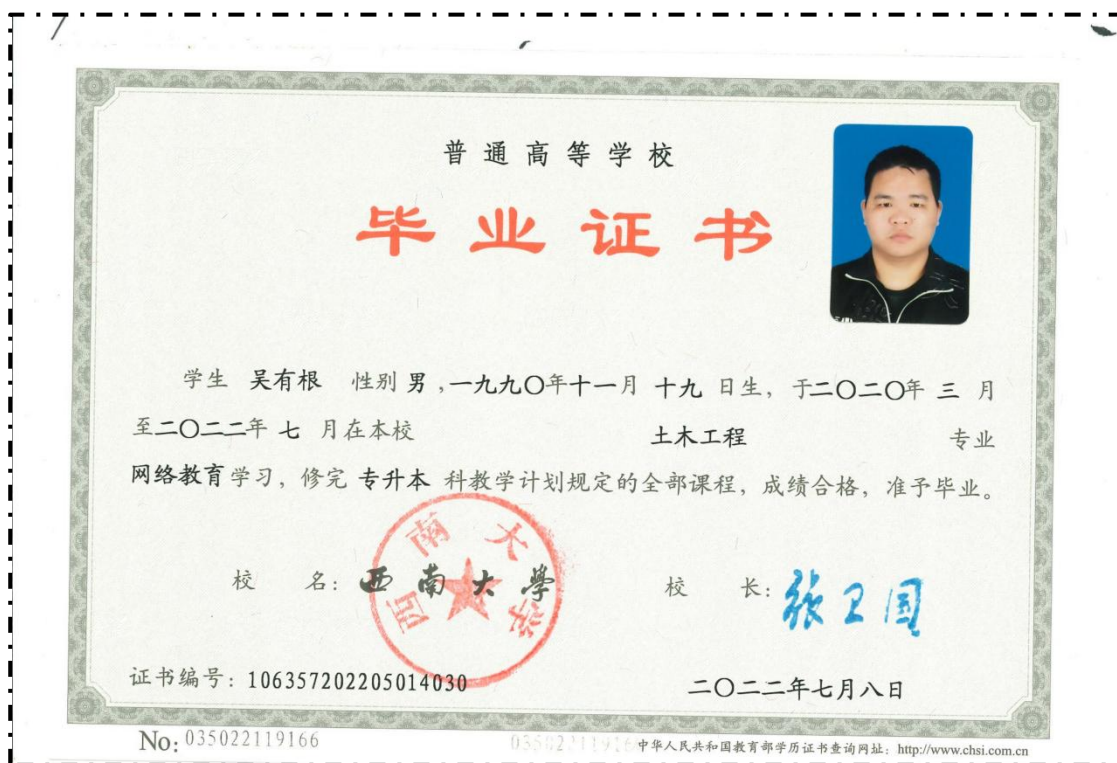 普通高等学校
毕业证书
学生 吴有根 性别 男 ,一九九〇年十一月 十九 日生，于二〇二〇年 三 月
至二〇二二年 七 月在本校 土木工程 专业
网络教育学习，修完 专升本 科教学计划规定的全部课程，成绩合格，准予毕业。
西南大学
校 名：西南大學 校 长：张卫国
证书编号：106357202205014030 二〇二二年七月八日
No: 035022119166 035022119166 中华人民共和国教育部学历证书查询网址：http://www.chsi.com.cn